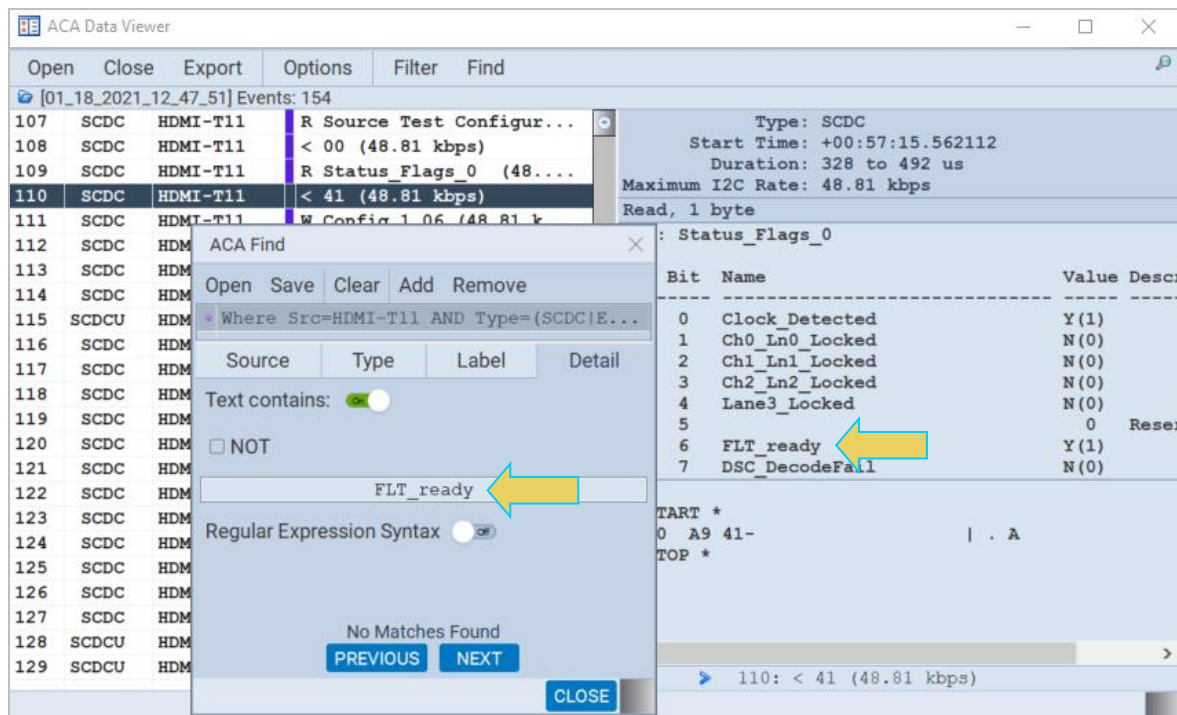 ACA Data Viewer
Open Close Export Options Filter Find
[01_18_2021_12_47_51] Events: 154
107 SCDC HDMI-T11 R Source Test Configur...
108 SCDC HDMI-T11 < 00 (48.81 kbps)
109 SCDC HDMI-T11 R Status_Flags_0 (48....
110 SCDC HDMI-T11 < 41 (48.81 kbps)
111 SCDC HDMI-T11 W Config_1 06 (48.81 k
112 SCDC HDM
113 SCDC HDM
114 SCDC HDM
115 SCDCU HDM
116 SCDC HDM
117 SCDC HDM
118 SCDC HDM
119 SCDC HDM
120 SCDC HDM
121 SCDC HDM
122 SCDC HDM
123 SCDC HDM
124 SCDC HDM
125 SCDC HDM
126 SCDC HDM
127 SCDC HDM
128 SCDCU HDM
129 SCDCU HDM
ACA Find
Open Save Clear Add Remove
Where Src=HDMI-T11 AND Type=(SCDC|E...
Source Type Label Detail
Text contains: On
NOT
FLT_ready
Regular Expression Syntax Off
No Matches Found
PREVIOUS NEXT
CLOSE
Type: SCDC
Start Time: +00:57:15.562112
Duration: 328 to 492 us
Maximum I2C Rate: 48.81 kbps
Read, 1 byte
: Status_Flags_0
Bit Name Value Descr
----- ------------------------------ ----- ----
0 Clock_Detected Y(1)
1 Ch0_Ln0_Locked N(0)
2 Ch1_Ln1_Locked N(0)
3 Ch2_Ln2_Locked N(0)
4 Lane3_Locked N(0)
5 0 Reser
6 FLT_ready Y(1)
7 DSC_DecodeFail N(0)
TART *
0 A9 41- | . A
TOP *
110: < 41 (48.81 kbps)